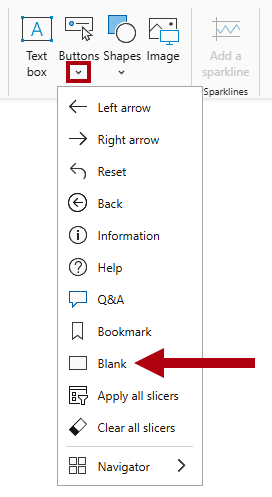 Text
box
Buttons
Shapes
Image
Add a
sparkline
Sparklines
Left arrow
Right arrow
Reset
Back
Information
Help
Q&A
Bookmark
Blank
Apply all slicers
Clear all slicers
Navigator